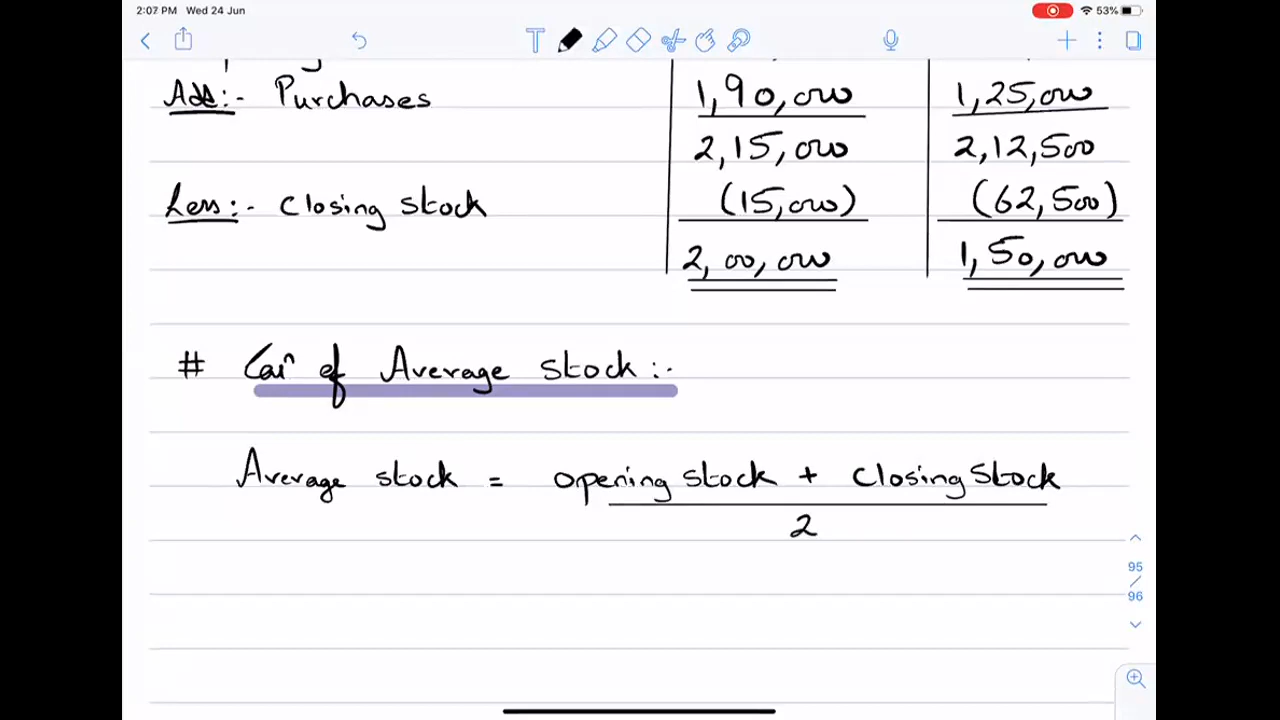 2:07 PM Wed 24 Jun 53%
Add:- Purchases 1,90,000 1,25,000
2,15,000 2,12,500
Less:- Closing stock (15,000) (62,500)
2,00,000 1,50,000
# of Average stock:-
Average stock = opening stock + Closing Stock
2
95
/
96